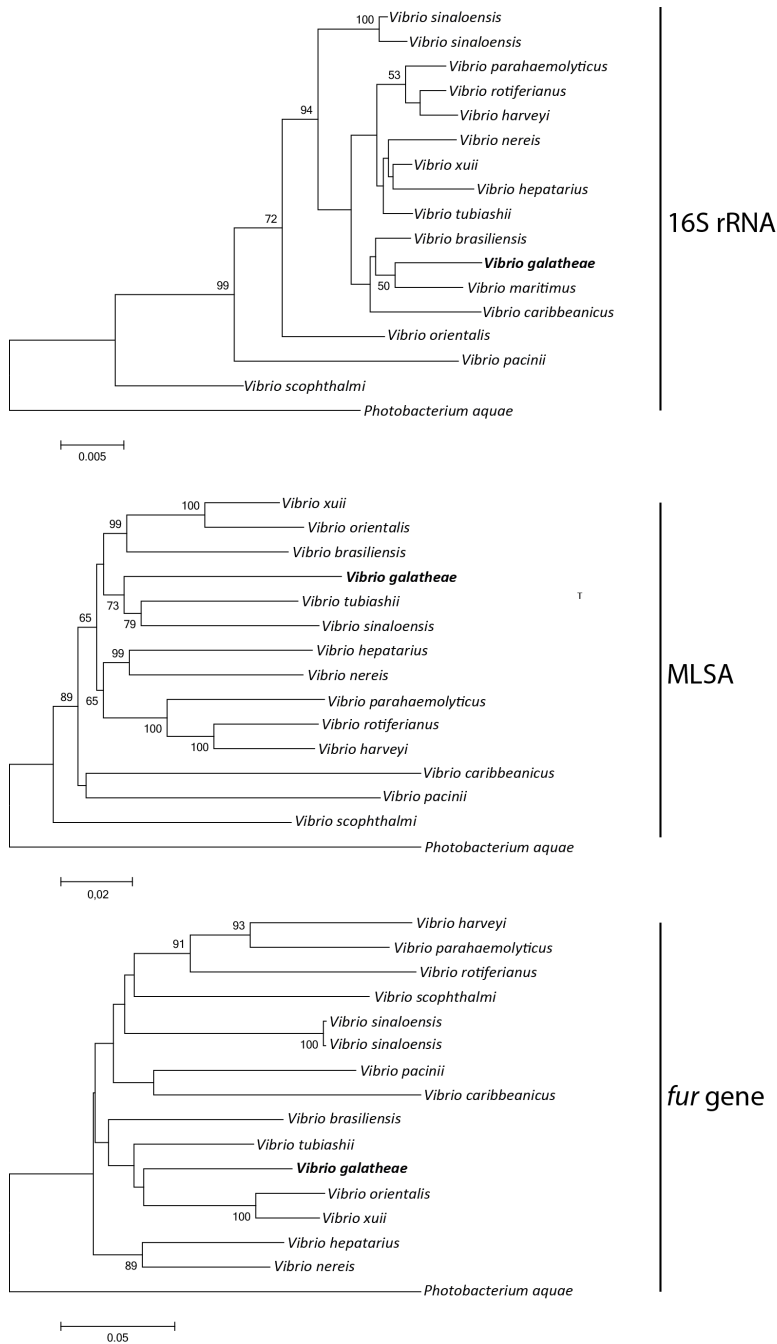 100
Vibrio sinaloensis
Vibrio sinaloensis
Vibrio parahaemolyticus
53
Vibrio rotiferianus
Vibrio harveyi
94
Vibrio nereis
Vibrio xuii
Vibrio hepatarius
Vibrio tubiashii
72
16S rRNA
Vibrio brasiliensis
Vibrio galatheae
99
50
Vibrio maritimus
Vibrio caribbeanicus
Vibrio orientalis
Vibrio pacinii
Vibrio scophthalmi
Photobacterium aquae
0.005
100
Vibrio xuii
99
Vibrio orientalis
Vibrio brasiliensis
Vibrio galatheae
T
73
Vibrio tubiashii
65
79
Vibrio sinaloensis
99
Vibrio hepatarius
MLSA
Vibrio nereis
89
65
Vibrio parahaemolyticus
100
Vibrio rotiferianus
100
Vibrio harveyi
Vibrio caribbeanicus
Vibrio pacinii
Vibrio scophthalmi
Photobacterium aquae
0,02
93
Vibrio harveyi
91
Vibrio parahaemolyticus
Vibrio rotiferianus
Vibrio scophthalmi
Vibrio sinaloensis
100
Vibrio sinaloensis
Vibrio pacinii
Vibrio caribbeanicus
fur gene
Vibrio brasiliensis
Vibrio tubiashii
Vibrio galatheae
Vibrio orientalis
100
Vibrio xuii
Vibrio hepatarius
89
Vibrio nereis
Photobacterium aquae
0.05